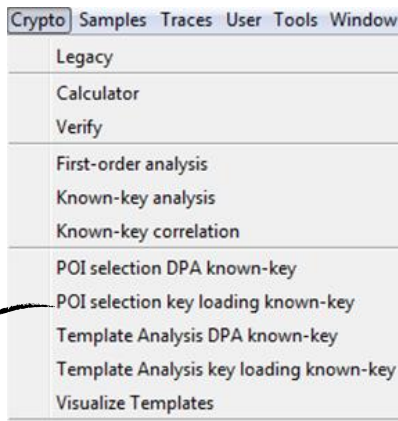 Crypto Samples Traces User Tools Window
Legacy
Calculator
Verify
First-order analysis
Known-key analysis
Known-key correlation
POI selection DPA known-key
POI selection key loading known-key
Template Analysis DPA known-key
Template Analysis key loading known-key
Visualize Templates